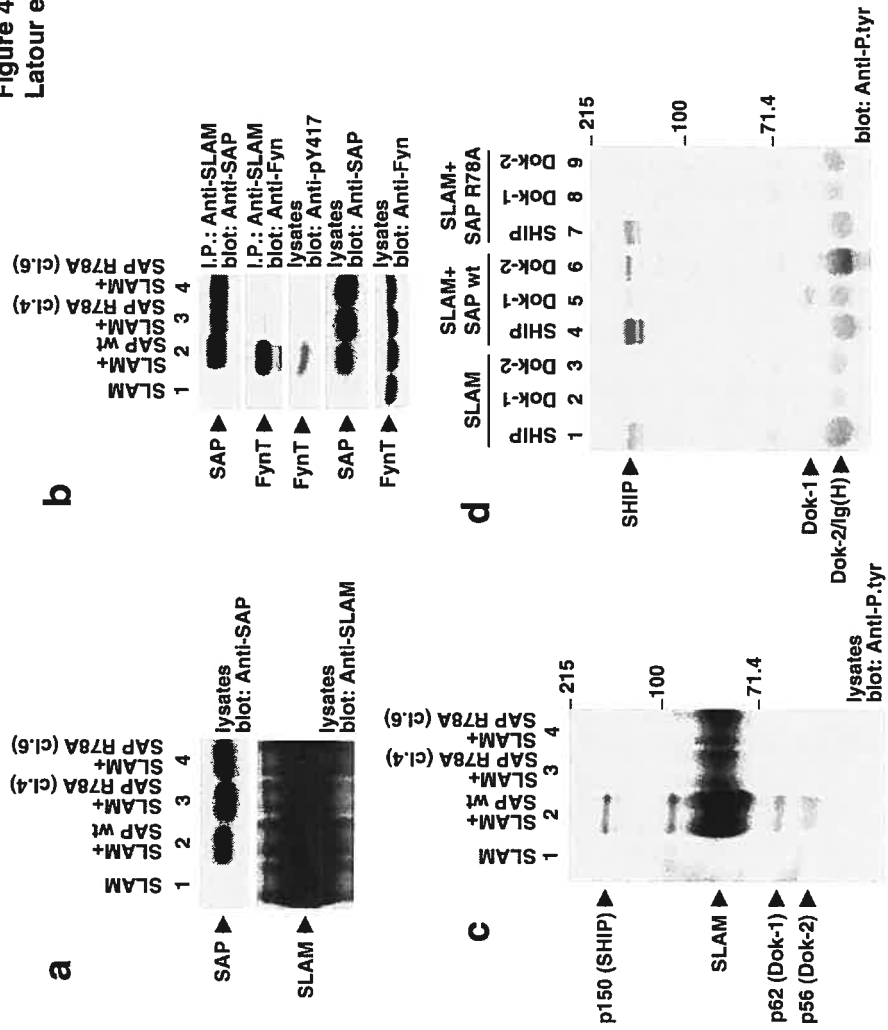 Figure 4
Latour e
a
SLAM
SLAM+
SAP wt
SLAM+
SAP R78A (cl.4)
SLAM+
SAP R78A (cl.6)
1 2 3 4
SAP
lysates
blot: Anti-SAP
SLAM
lysates
blot: Anti-SLAM
b
SLAM
SLAM+
SAP wt
SLAM+
SAP R78A (cl.4)
SLAM+
SAP R78A (cl.6)
1 2 3 4
SAP
I.P.: Anti-SLAM
blot: Anti-SAP
FynT
I.P.: Anti-SLAM
blot: Anti-Fyn
FynT
lysates
blot: Anti-pY417
SAP
lysates
blot: Anti-SAP
FynT
lysates
blot: Anti-Fyn
c
SLAM
SLAM+
SAP wt
SLAM+
SAP R78A (cl.4)
SLAM+
SAP R78A (cl.6)
1 2 3 4
p150 (SHIP)
SLAM
p62 (Dok-1)
p56 (Dok-2)
215
100
71.4
lysates
blot: Anti-P.tyr
d
SLAM
SLAM+
SAP wt
SLAM+
SAP R78A
SHIP Dok-1 Dok-2 SHIP Dok-1 Dok-2 SHIP Dok-1 Dok-2
1 2 3 4 5 6 7 8 9
SHIP
Dok-1
Dok-2/Ig(H)
215
100
71.4
blot: Anti-P.tyr